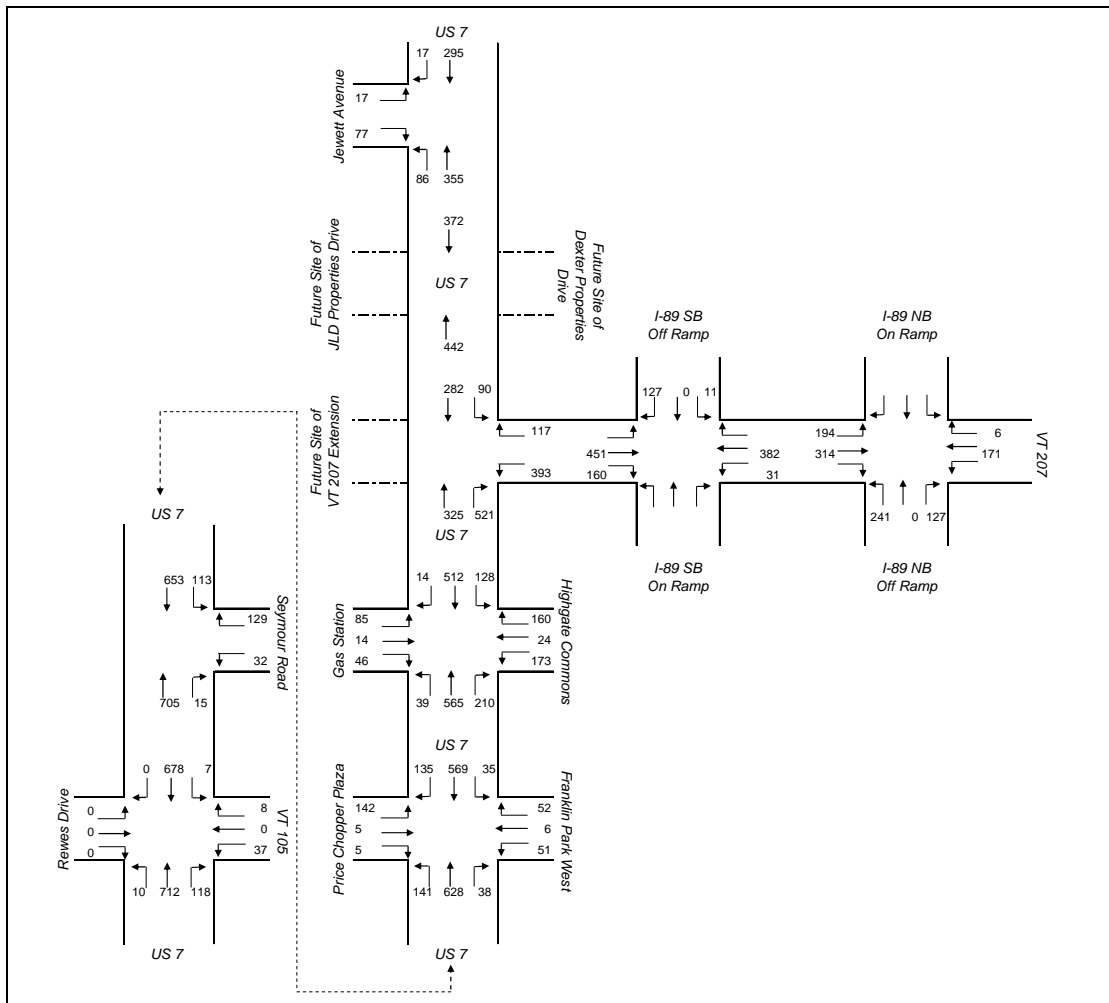 US 7
17 295
Jewett Avenue
17
77
86 355
372
Future Site of
JLD Properties Drive
US 7
Future Site of
Dexter Properties
Drive
442
I-89 SB
Off Ramp
I-89 NB
On Ramp
282 90
127 0 11
Future Site of
VT 207 Extension
117
451
160
393
382
31
194
314
6
171
VT 207
325 521
241 0 127
US 7
I-89 SB
On Ramp
I-89 NB
Off Ramp
14 512 128
Gas Station
85
14
46
160
24
173
Highgate Commons
39 565 210
US 7
135 569 35
Price Chopper Plaza
142
5
5
52
6
51
Franklin Park West
141 628 38
US 7
US 7
653 113
129
32
Seymour Road
705 15
0 678 7
Rewes Drive
0
0
0
8
0
37
VT 105
10 712 118
US 7